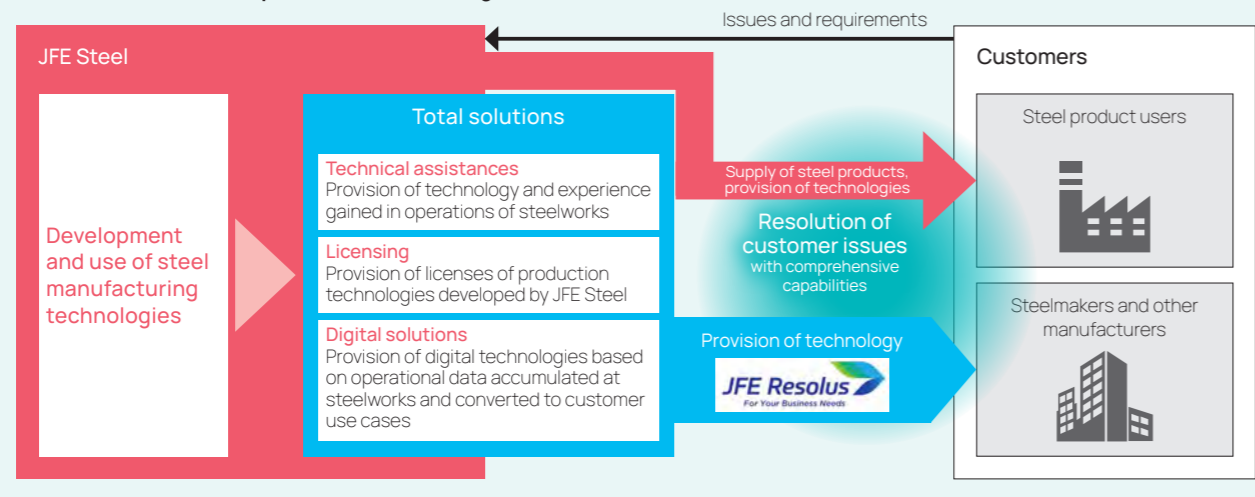 Issues and requirements
JFE Steel
Development
and use of steel
manufacturing
technologies
Total solutions
Technical assistances
Provision of technology and experience
gained in operations of steelworks
Licensing
Provision of licenses of production
technologies developed by JFE Steel
Digital solutions
Provision of digital technologies based
on operational data accumulated at
steelworks and converted to customer
use cases
Supply of steel products,
provision of technologies
Resolution of
customer issues
with comprehensive
capabilities
Provision of technology
JFE Resolus
For Your Business Needs
Customers
Steel product users
Steelmakers and other
manufacturers